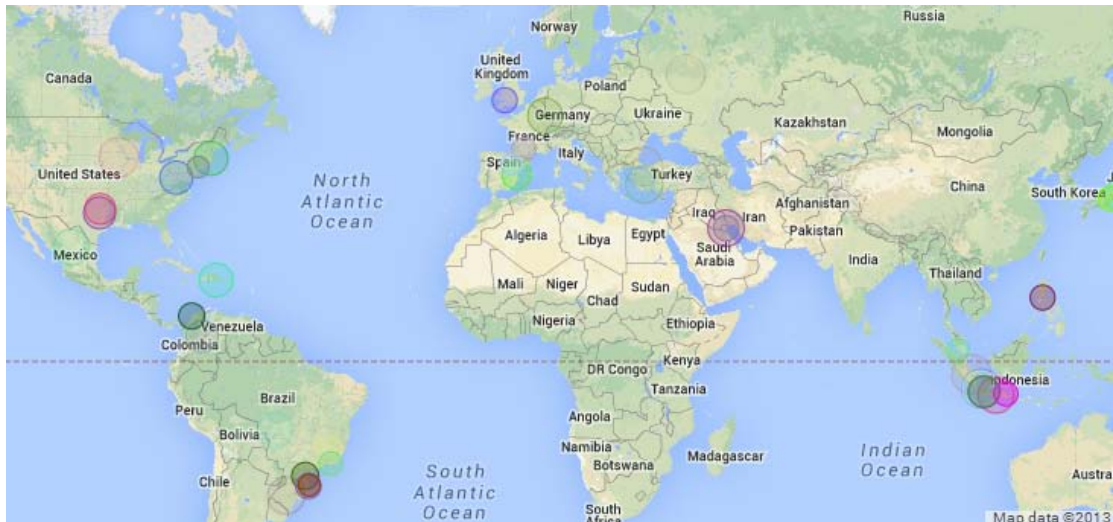 Russia
Norway
Canada
United
Kingdom
Poland
Germany
Ukraine
Kazakhstan
Mongolia
France
Italy
Spain
Turkey
United States
North
Atlantic
Ocean
China
South Korea
J
Afghanistan
Iraq
Iran
Pakistan
Algeria
Libya
Egypt
Saudi
Arabia
Mexico
India
Mali
Niger
Sudan
Thailand
Chad
Nigeria
Ethiopia
Venezuela
Colombia
DR Congo
Kenya
Indonesia
Tanzania
Brazil
Peru
Angola
Bolivia
Namibia
Madagascar
Botswana
Indian
Ocean
Chile
South
Atlantic
Ocean
South
Africa
Austra
Map data ©2013